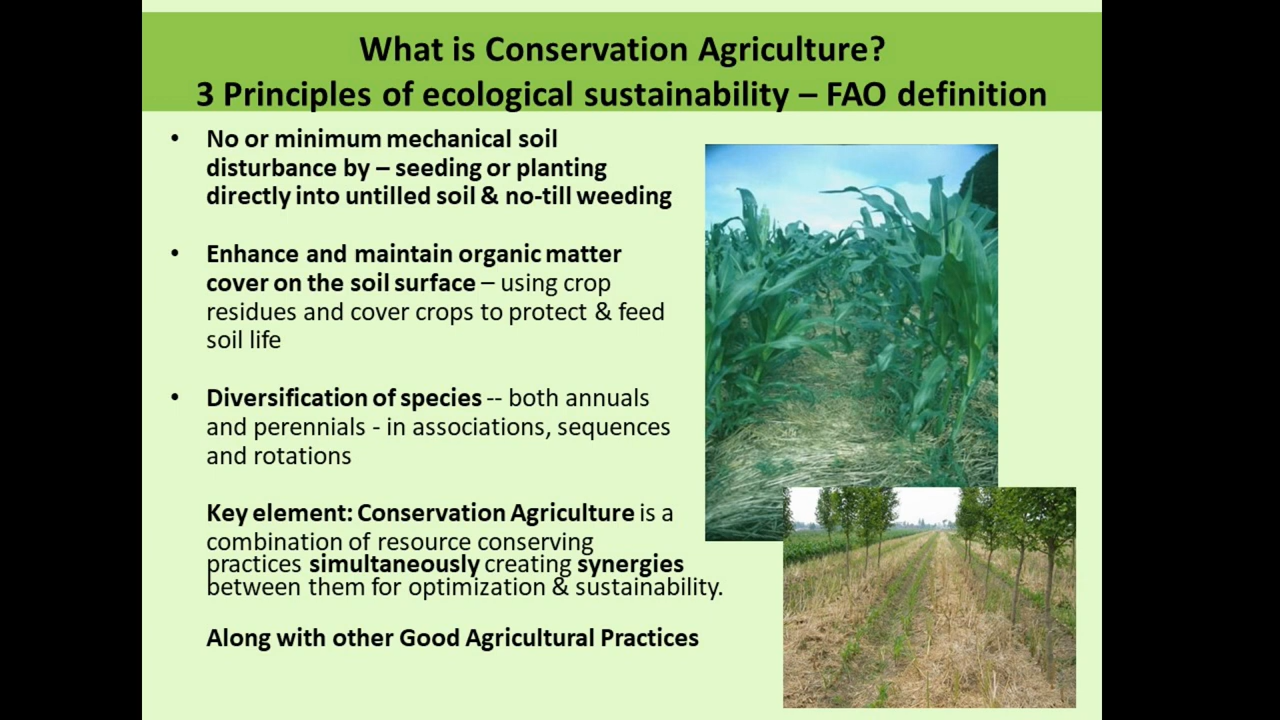 What is Conservation Agriculture?
3 Principles of ecological sustainability – FAO definition
• No or minimum mechanical soil
disturbance by – seeding or planting
directly into untilled soil & no-till weeding
• Enhance and maintain organic matter
cover on the soil surface – using crop
residues and cover crops to protect & feed
soil life
• Diversification of species -- both annuals
and perennials - in associations, sequences
and rotations
Key element: Conservation Agriculture is a
combination of resource conserving
practices simultaneously creating synergies
between them for optimization & sustainability.
Along with other Good Agricultural Practices